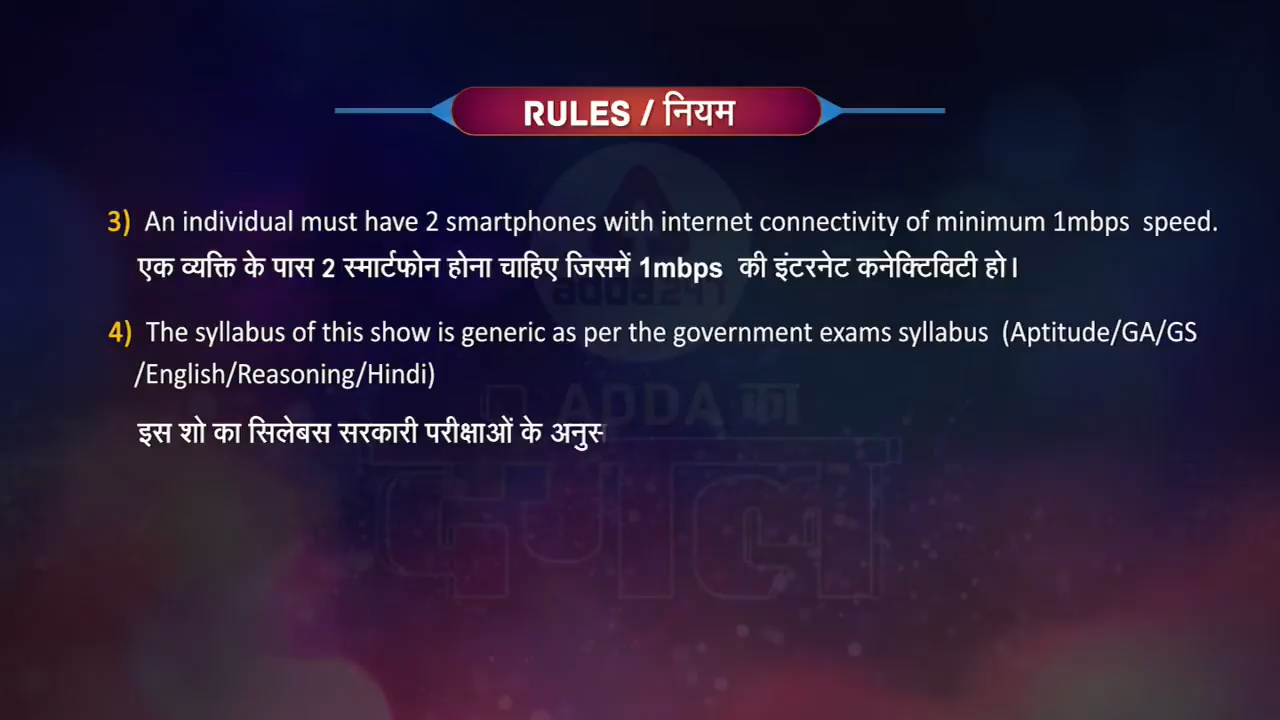 RULES / नियम
3) An individual must have 2 smartphones with internet connectivity of minimum 1mbps speed.
एक व्यक्ति के पास 2 स्मार्टफोन होना चाहिए जिसमें 1mbps की इंटरनेट कनेक्टिविटी हो।
4) The syllabus of this show is generic as per the government exams syllabus (Aptitude/GA/GS
/English/Reasoning/Hindi)
इस शो का सिलेबस सरकारी परीक्षाओं के
adda247
ADDA का